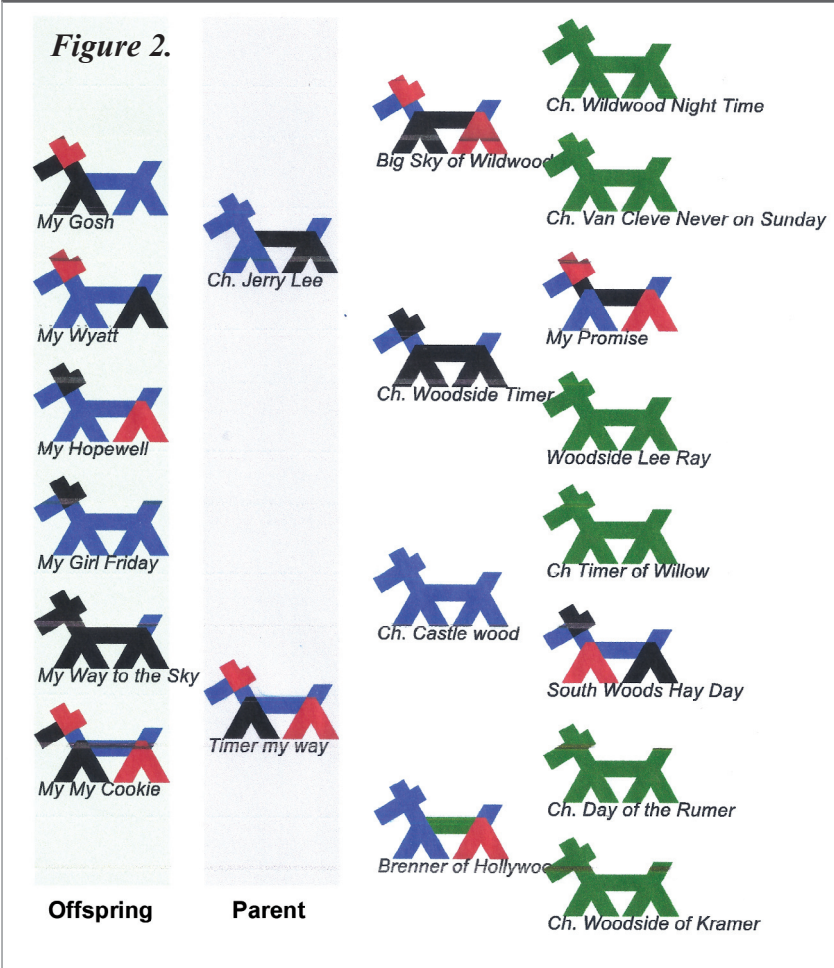 Figure 2.
My Gosh
My Wyatt
My Hopewell
My Girl Friday
My Way to the Sky
My My Cookie
Offspring
Ch. Jerry Lee
Timer my way
Parent
Big Sky of Wildwood
Ch. Woodside Timer
Ch. Castle wood
Brenner of Hollywoo
Ch. Wildwood Night Time
Ch. Van Cleve Never on Sunday
My Promise
Woodside Lee Ray
Ch Timer of Willow
South Woods Hay Day
Ch. Day of the Rumer
Ch. Woodside of Kramer